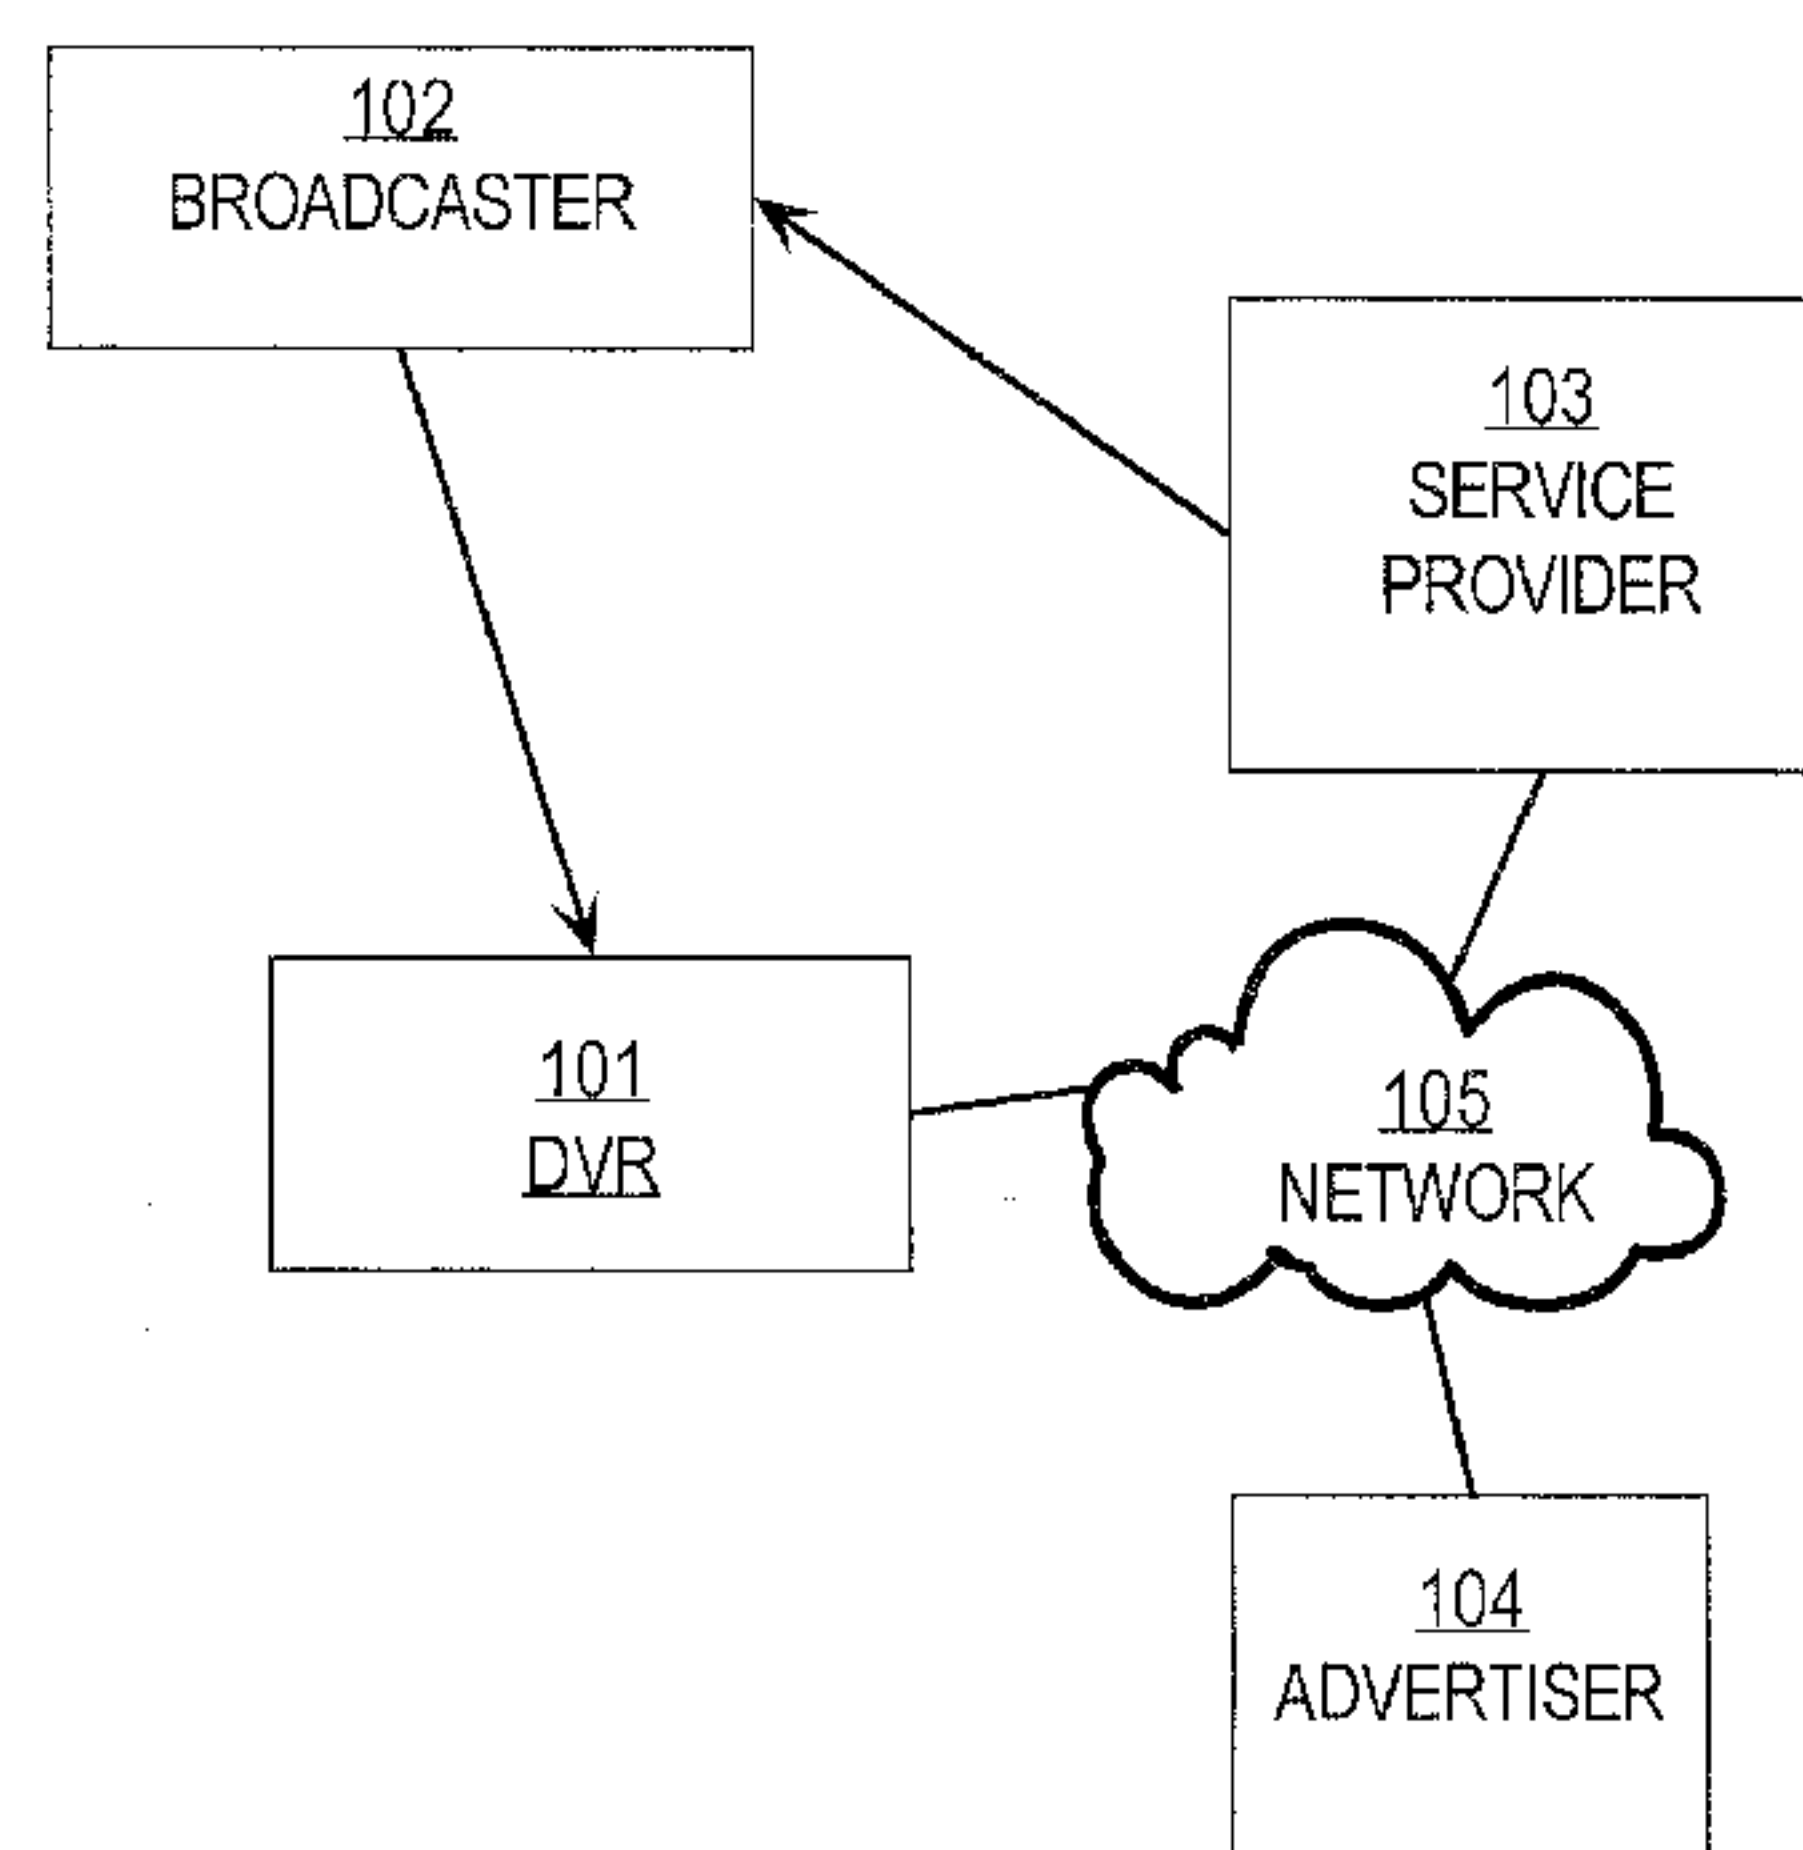 102
BROADCASTER
103
SERVICE
PROVIDER
101
DVR
105
NETWORK
104
ADVERTISER